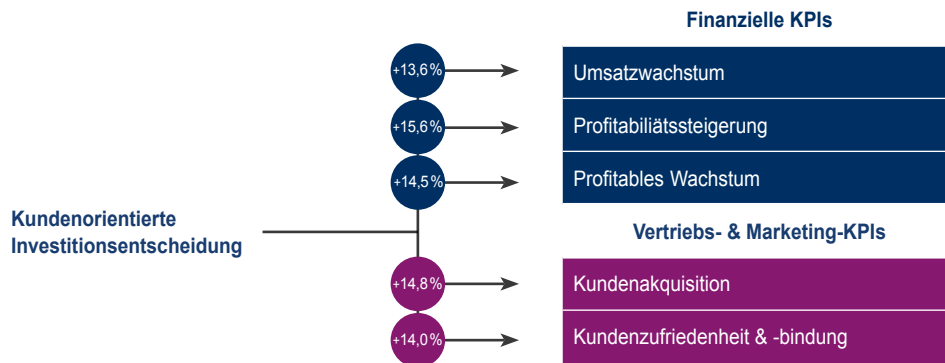 Finanzielle KPIs
+13,6 %
Umsatzwachstum
+15,6 %
Profitabiliätssteigerung
+14,5 %
Profitables Wachstum
Kundenorientierte
Investitionsentscheidung
Vertriebs- & Marketing-KPIs
+14,8 %
Kundenakquisition
+14,0 %
Kundenzufriedenheit & -bindung